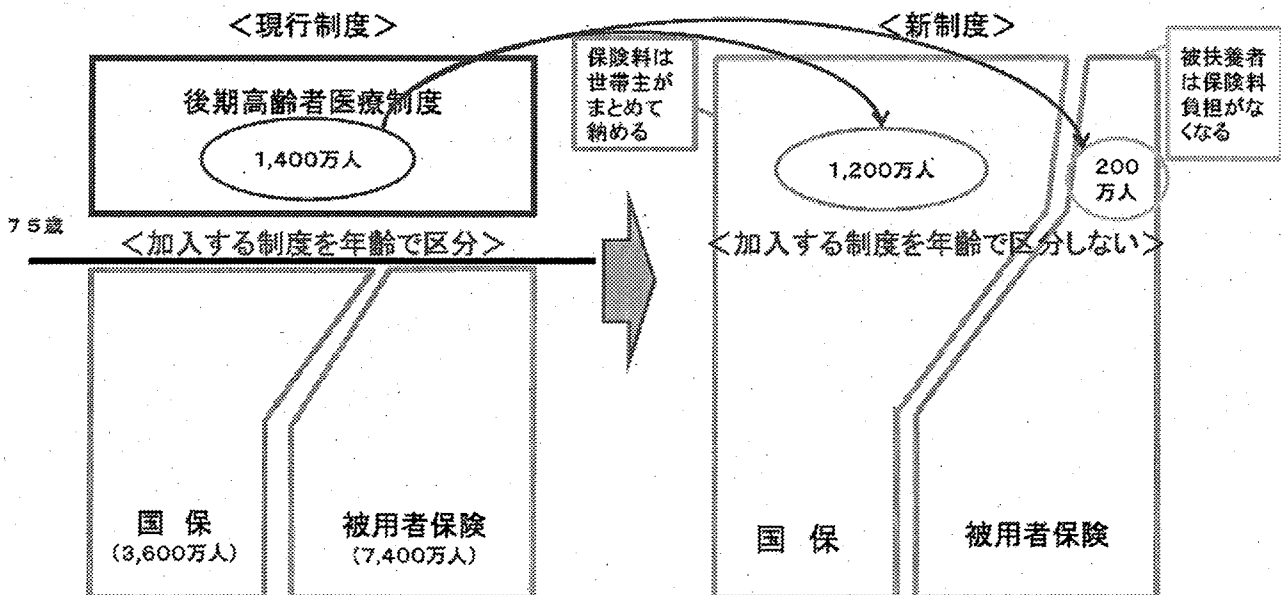 ＜現行制度＞
後期高齢者医療制度
1,400万人
75歳
＜加入する制度を年齢で区分＞
国 保
(3,600万人)
被用者保険
(7,400万人)
＜新制度＞
保険料は
世帯主が
まとめて
納める
被扶養者
は保険料
負担がな
くなる
1,200万人
200
万人
＜加入する制度を年齢で区分しない＞
国 保
被用者保険